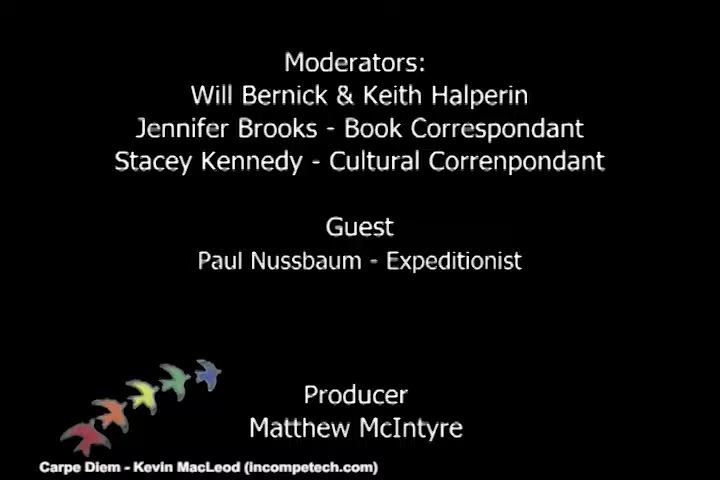 Moderators:
Will Bernick & Keith Halperin
Jennifer Brooks - Book Correspondant
Stacey Kennedy - Cultural Correnpondant
Guest
Paul Nussbaum - Expeditionist
Producer
Matthew McIntyre
Carpe Diem - Kevin MacLeod (incompetech.com)